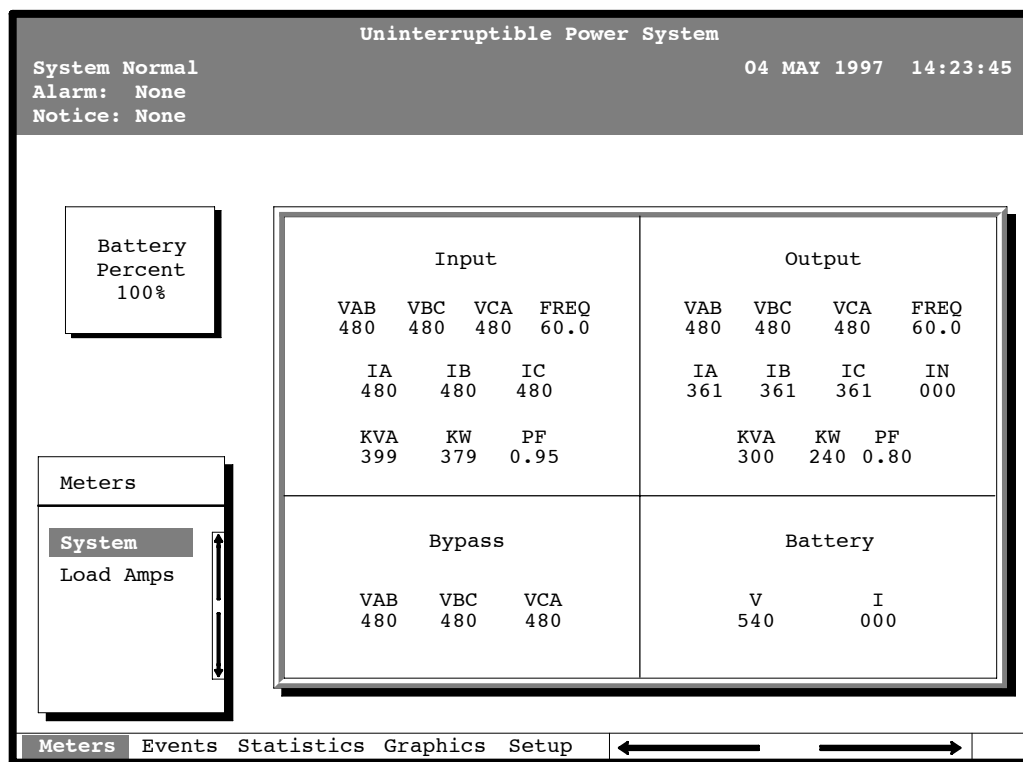 Uninterruptible Power System
System Normal 04 MAY 1997 14:23:45
Alarm: None
Notice: None
Battery
Percent
100%
Input
VAB VBC VCA FREQ
480 480 480 60.0
IA IB IC
480 480 480
KVA KW PF
399 379 0.95
Output
VAB VBC VCA FREQ
480 480 480 60.0
IA IB IC IN
361 361 361 000
KVA KW PF
300 240 0.80
Meters
System
Load Amps
Bypass
VAB VBC VCA
480 480 480
Battery
V I
540 000
Meters Events Statistics Graphics Setup